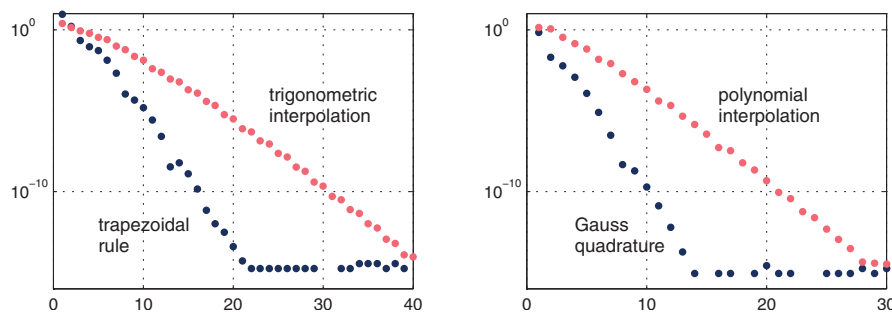 10^0
10^-10
trigonometric
interpolation
trapezoidal
rule
0 10 20 30 40
10^0
10^-10
polynomial
interpolation
Gauss
quadrature
0 10 20 30